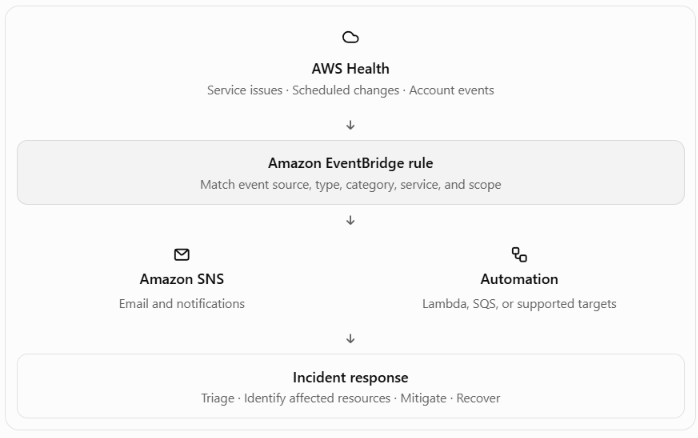 AWS Health
Service issues · Scheduled changes · Account events
Amazon EventBridge rule
Match event source, type, category, service, and scope
Amazon SNS
Email and notifications
Automation
Lambda, SQS, or supported targets
Incident response
Triage · Identify affected resources · Mitigate · Recover